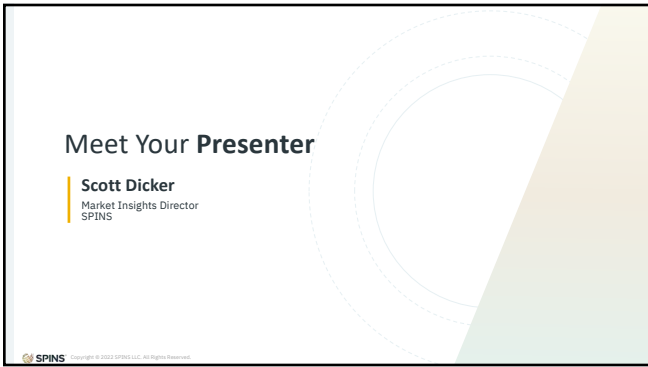 Meet Your Presenter
Scott Dicker
Market Insights Director
SPINS
SPINS Copyright © 2022 SPINS LLC. All Rights Reserved.